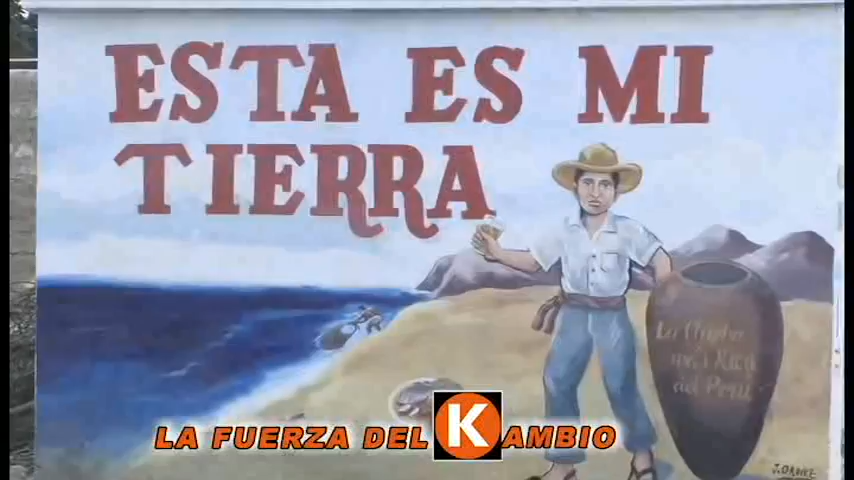 ESTA ES MI
TIERRA
La Chicha
más Rica
del Perú
LA FUERZA DEL KAMBIO